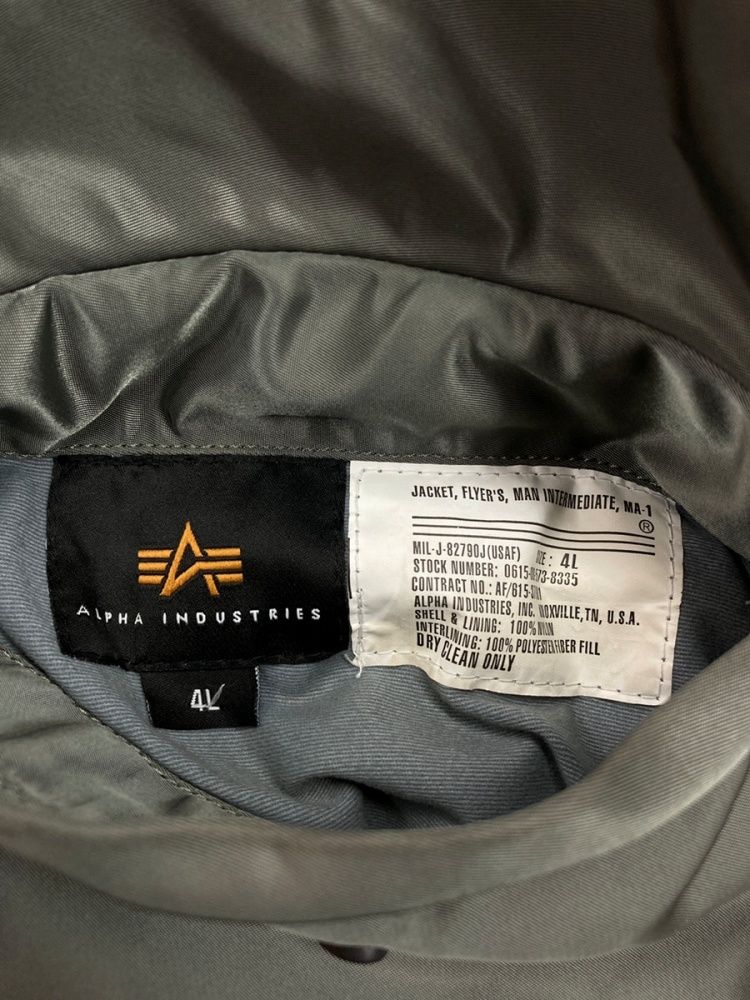 ALPHA INDUSTRIES
4L
JACKET, FLYER'S, MAN INTERMEDIATE, MA-1
®
MIL-J-82790J(USAF) SIZE: 4L
STOCK NUMBER: 8335
CONTRACT NO.:
ALPHA INDUSTRIES, INC. TN, U.S.A.
SHELL & LINING: 100%
INTERLINING: 100% POLYESTER FIBER FILL
DRY CLEAN ONLY